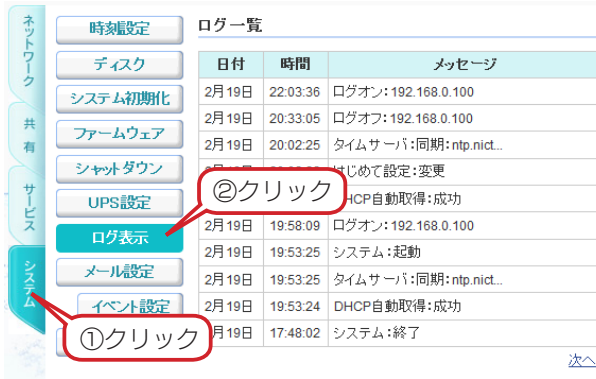 ネットワーク
共有
サービス
システム
時刻設定
ディスク
システム初期化
ファームウェア
シャットダウン
UPS設定
ログ表示
メール設定
イベント設定
①クリック
②クリック
ログ一覧
日付 時間 メッセージ
2月19日 22:03:36 ログオン：192.168.0.100
2月19日 20:33:05 ログオフ：192.168.0.100
2月19日 20:02:25 タイムサーバ：同期：ntp.nict...
はじめて設定：変更
HCP自動取得：成功
2月19日 19:58:09 ログオン：192.168.0.100
2月19日 19:53:25 システム：起動
2月19日 19:53:25 タイムサーバ：同期：ntp.nict...
2月19日 19:53:24 DHCP自動取得：成功
月19日 17:48:02 システム：終了
次へ